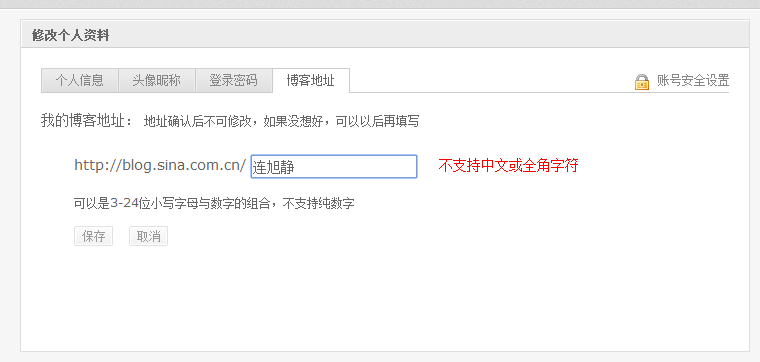 修改个人资料
个人信息 头像昵称 登录密码 博客地址 账号安全设置
我的博客地址： 地址确认后不可修改，如果没想好，可以以后再填写
http://blog.sina.com.cn/ 连旭静 不支持中文或全角字符
可以是3-24位小写字母与数字的组合，不支持纯数字
保存 取消